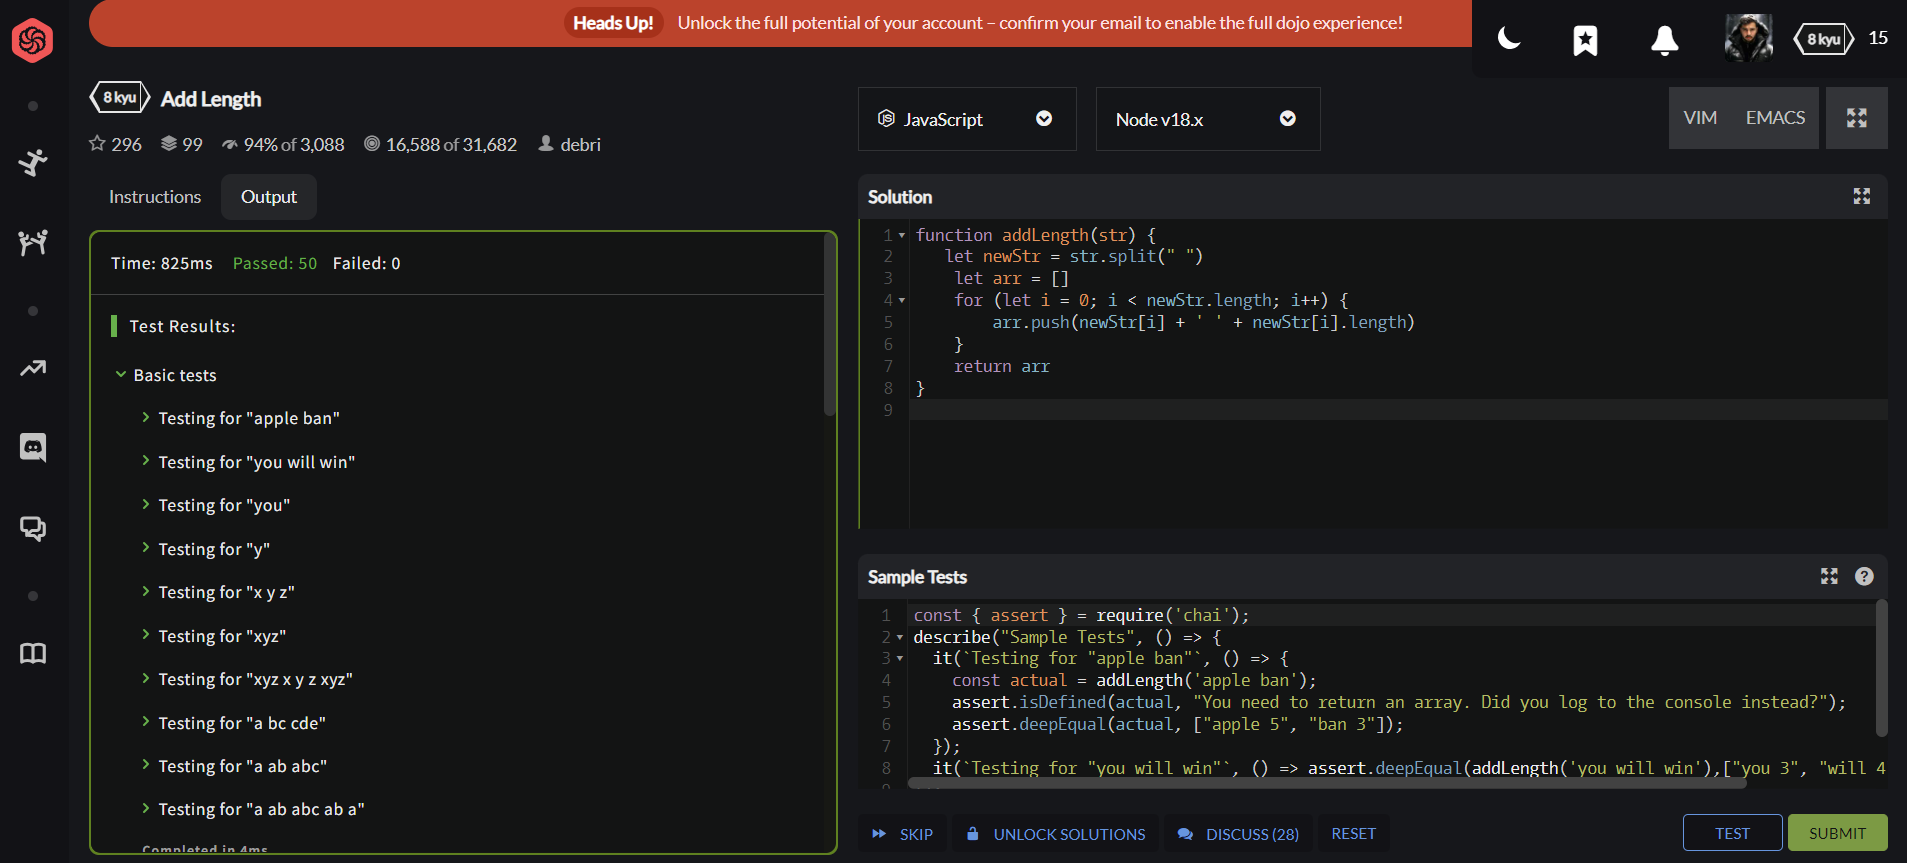 Heads Up! Unlock the full potential of your account – confirm your email to enable the full dojo experience!
8 kyu 15
8 kyu Add Length
296 99 94% of 3,088 16,588 of 31,682 debri
JavaScript
Node v18.x
VIM EMACS
Instructions Output
Time: 825ms Passed: 50 Failed: 0
Test Results:
Basic tests
Testing for "apple ban"
Testing for "you will win"
Testing for "you"
Testing for "y"
Testing for "x y z"
Testing for "xyz"
Testing for "xyz x y z xyz"
Testing for "a bc cde"
Testing for "a ab abc"
Testing for "a ab abc ab a"
Completed in 4ms
Solution
1 function addLength(str) {
2 let newStr = str.split(" ")
3 let arr = []
4 for (let i = 0; i < newStr.length; i++) {
5 arr.push(newStr[i] + ' ' + newStr[i].length)
6 }
7 return arr
8 }
9
Sample Tests
1 const { assert } = require('chai');
2 describe("Sample Tests", () => {
3 it(`Testing for "apple ban"`, () => {
4 const actual = addLength('apple ban');
5 assert.isDefined(actual, "You need to return an array. Did you log to the console instead?");
6 assert.deepEqual(actual, ["apple 5", "ban 3"]);
7 });
8 it(`Testing for "you will win"`, () => assert.deepEqual(addLength('you will win'),["you 3", "will 4
SKIP UNLOCK SOLUTIONS DISCUSS (28) RESET TEST SUBMIT